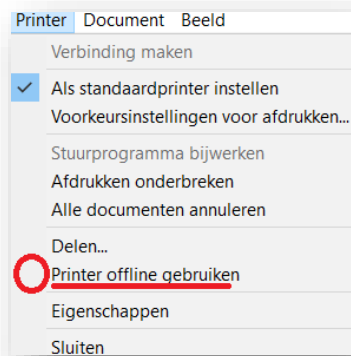 Printer Document Beeld
Verbinding maken
Als standaardprinter instellen
Voorkeursinstellingen voor afdrukken...
Stuurprogramma bijwerken
Afdrukken onderbreken
Alle documenten annuleren
Delen...
Printer offline gebruiken
Eigenschappen
Sluiten